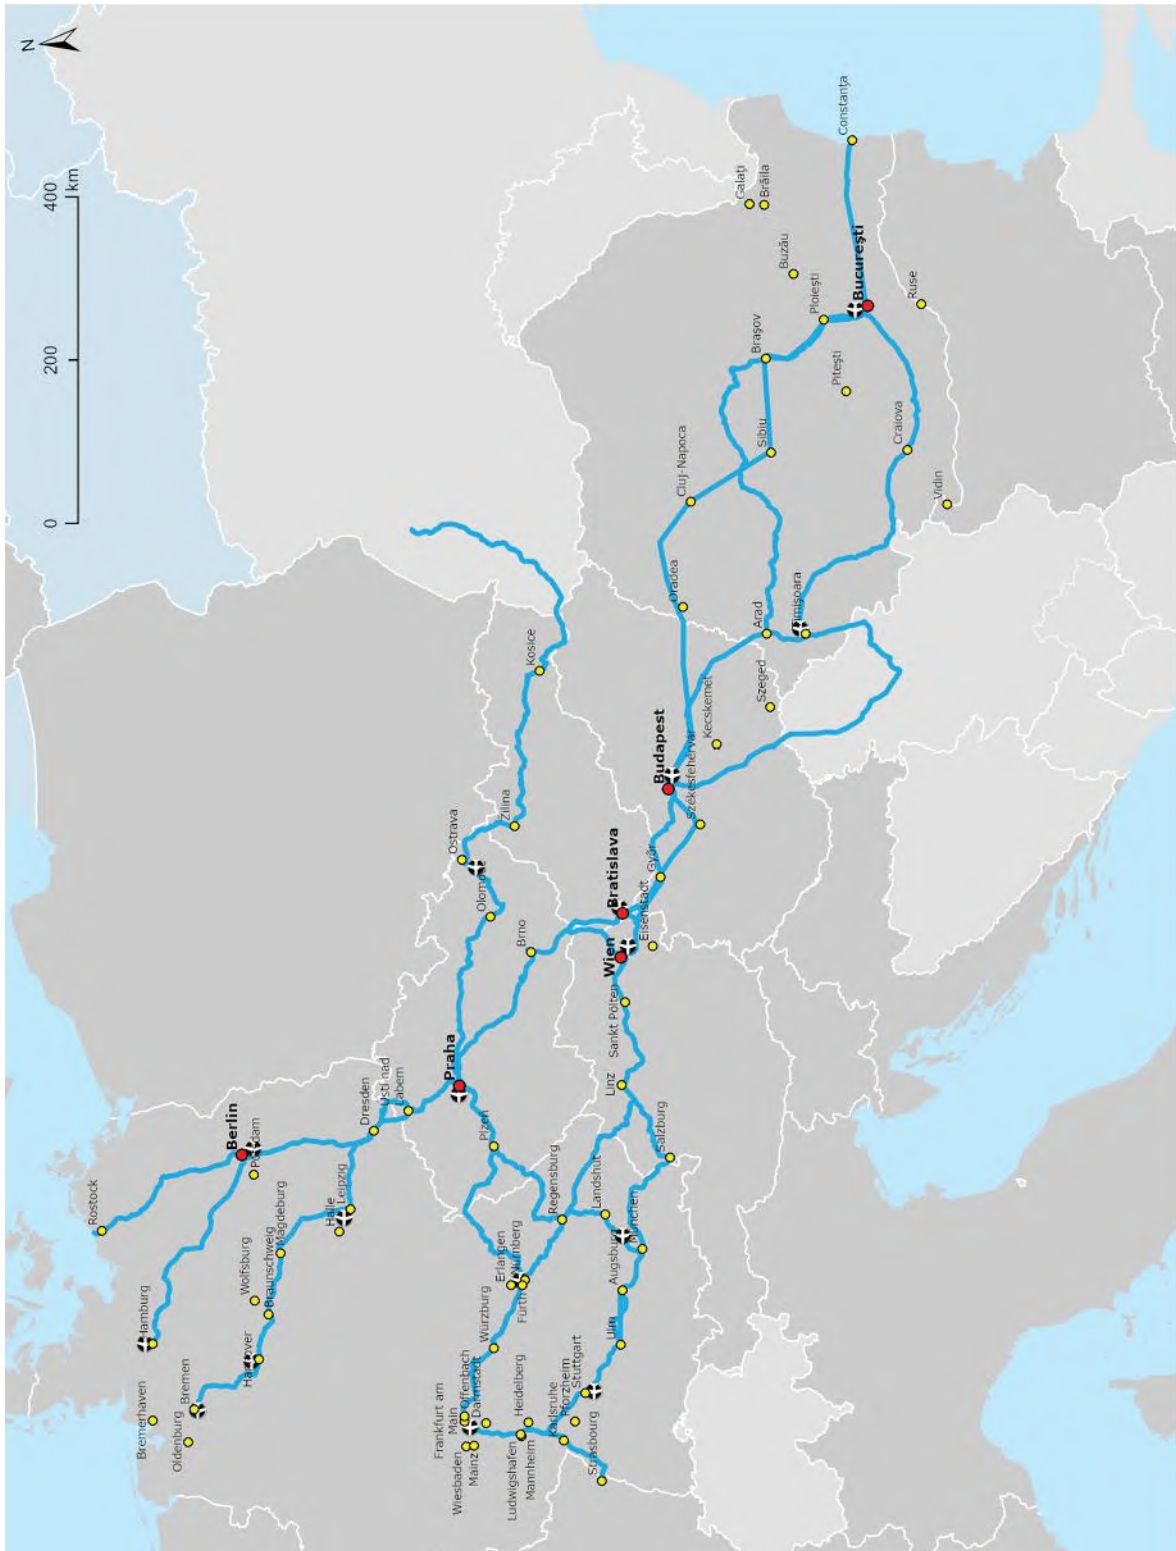 N
0
200
400
km
Rostock
Hamburg
Bremerhaven
Bremen
Oldenburg
Berlin
Wolfsburg
Hannover
Braunschweig
Magdeburg
Halle
Leipzig
Dresden
Usti nad
Labem
Praha
Plzen
Ostrava
Olomouc
Žilina
Kosice
Brno
Frankfurt am
Main
Offenbach
Wiesbaden
Mainz
Darmstadt
Würzburg
Erlangen
Nürnberg
Fürth
Ludwigshafen
Mannheim
Heidelberg
Karlsruhe
Pforzheim
Stuttgart
Strasbourg
Ulm
Augsburg
München
Landshut
Regensburg
Salzburg
Linz
Sankt Pölten
Wien
Bratislava
Eisenstadt
Győr
Budapest
Székesfehérvár
Kecskemét
Szeged
Oradea
Cluj-Napoca
Arad
Timișoara
Sibiu
Brașov
Ploiești
Pitești
Buzău
Galați
Brăila
București
Constanța
Craiova
Vidin
Ruse